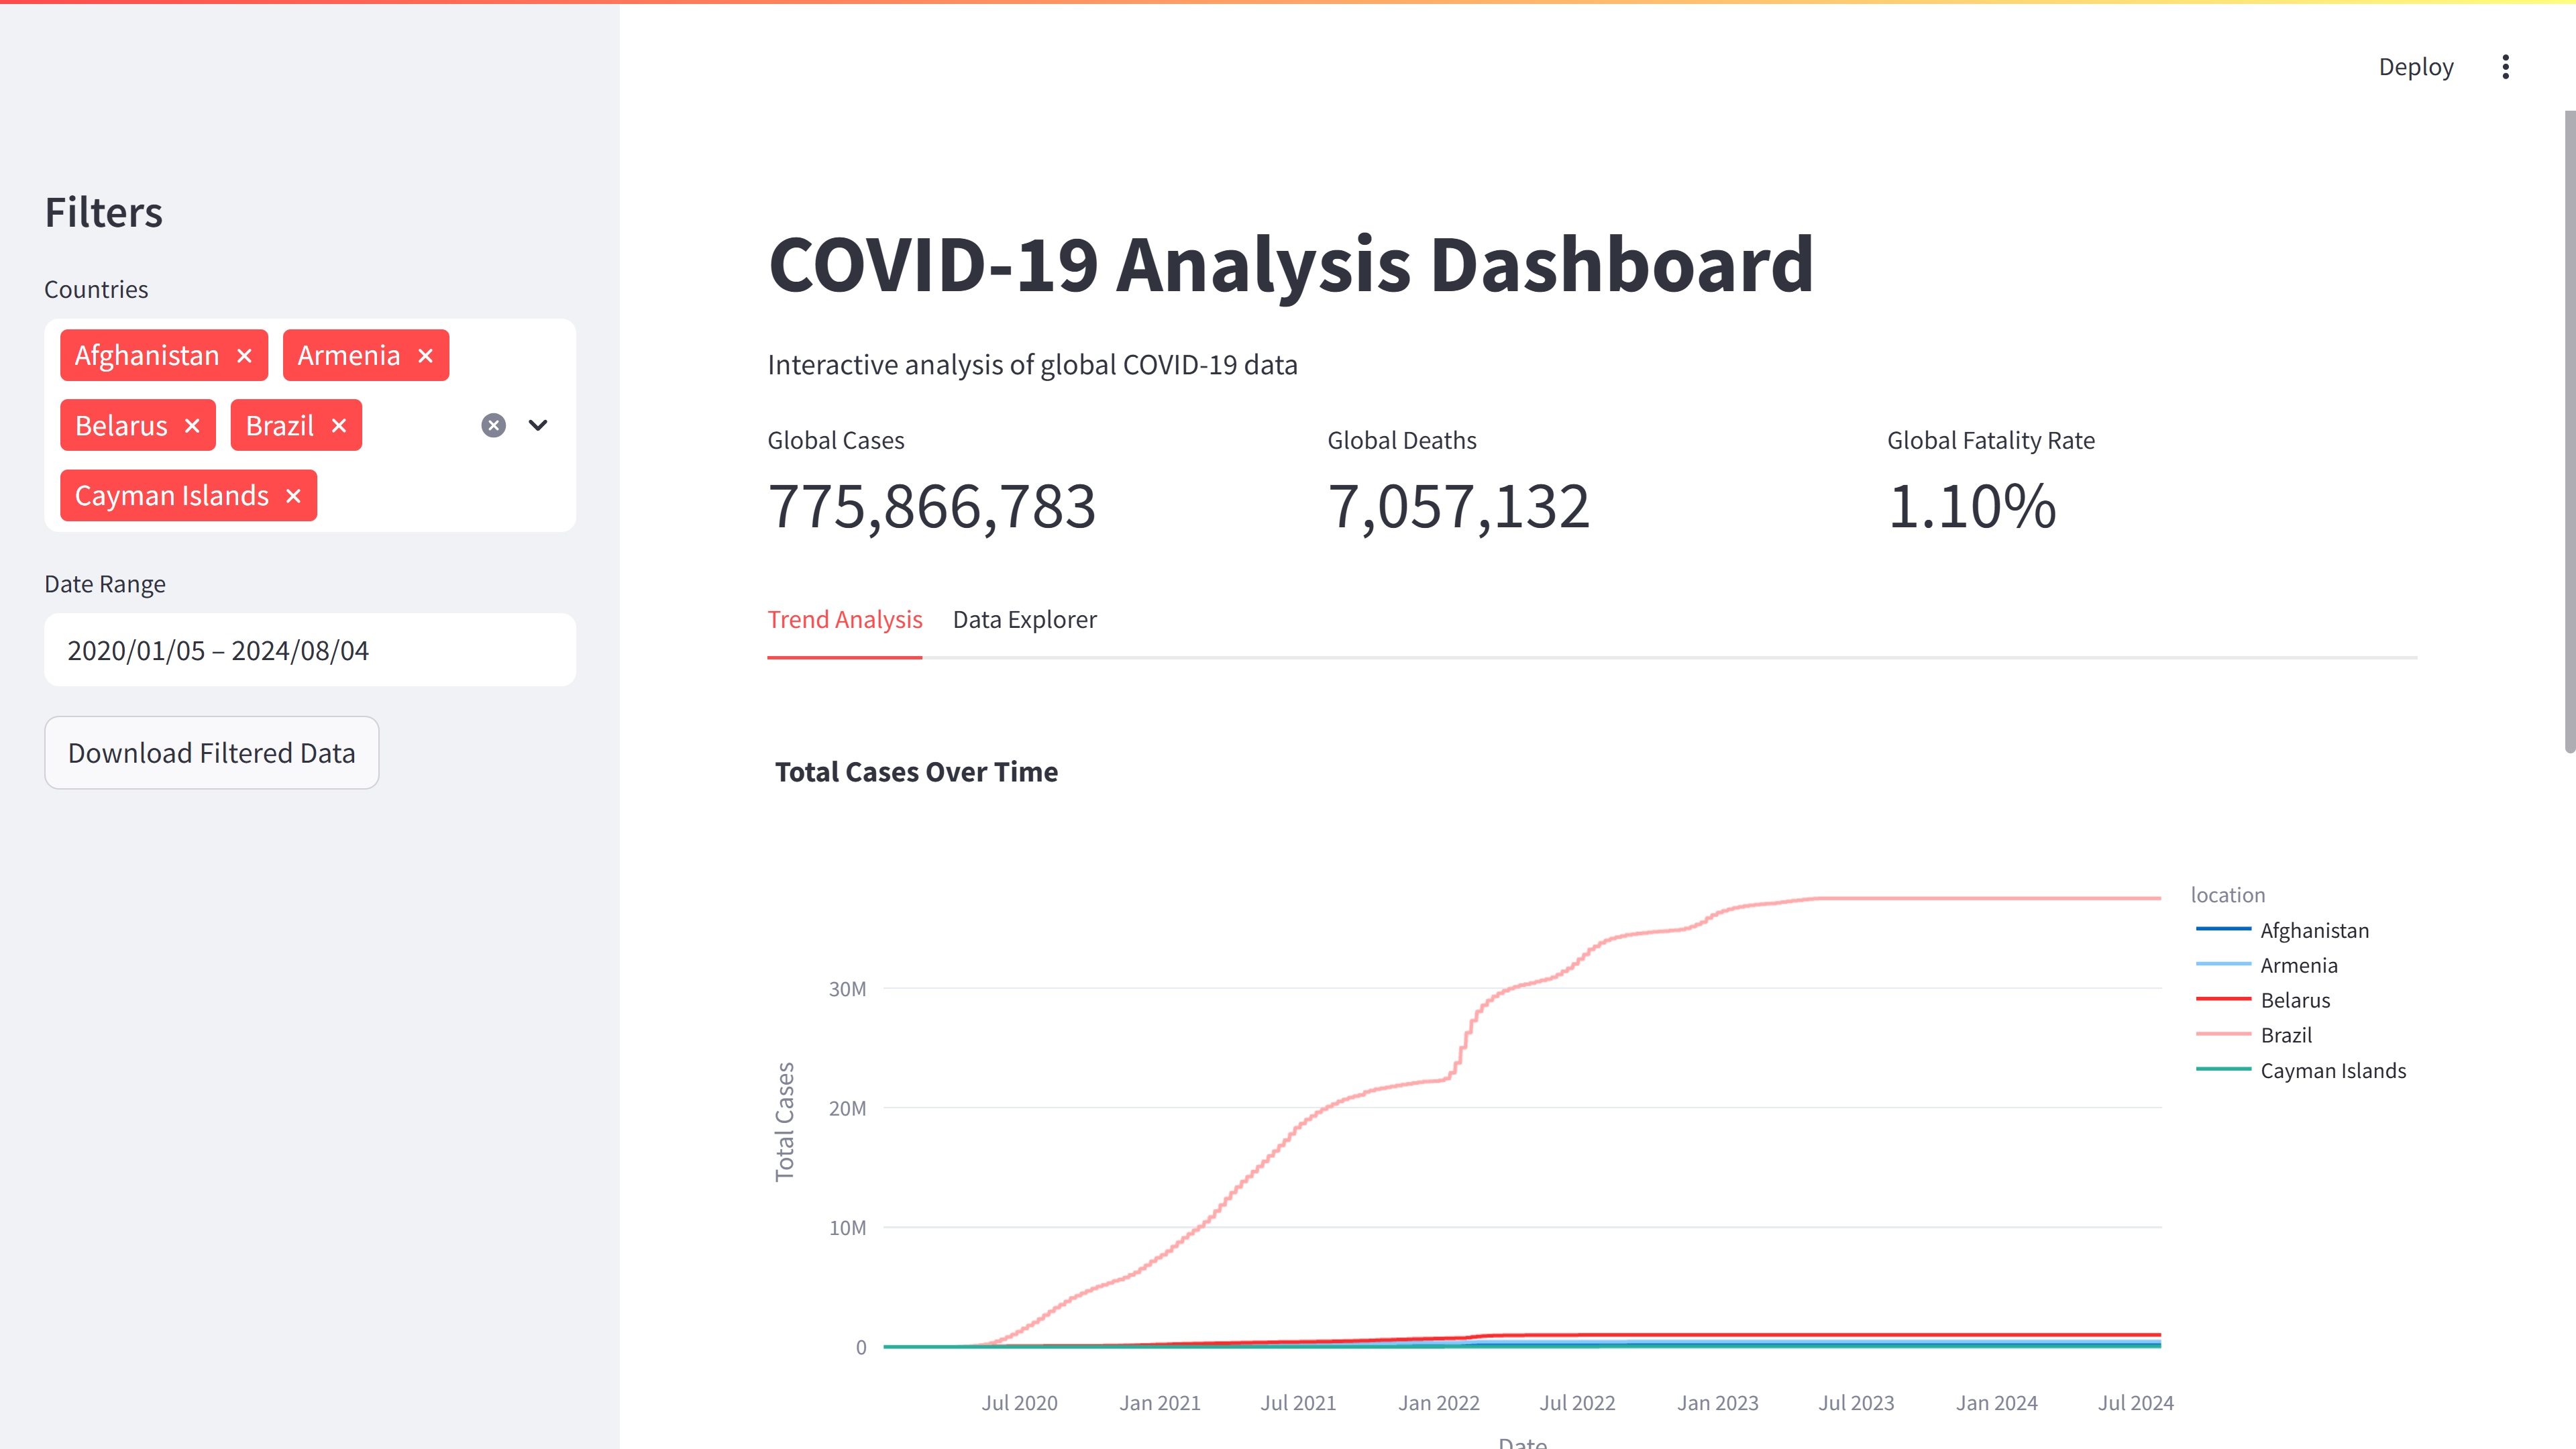 Deploy
Filters
Countries
Afghanistan
Armenia
Belarus
Brazil
Cayman Islands
Date Range
2020/01/05 – 2024/08/04
Download Filtered Data
COVID-19 Analysis Dashboard
Interactive analysis of global COVID-19 data
Global Cases
775,866,783
Global Deaths
7,057,132
Global Fatality Rate
1.10%
Trend Analysis
Data Explorer
Total Cases Over Time
Total Cases
30M
20M
10M
0
Jul 2020
Jan 2021
Jul 2021
Jan 2022
Jul 2022
Jan 2023
Jul 2023
Jan 2024
Jul 2024
Date
location
Afghanistan
Armenia
Belarus
Brazil
Cayman Islands